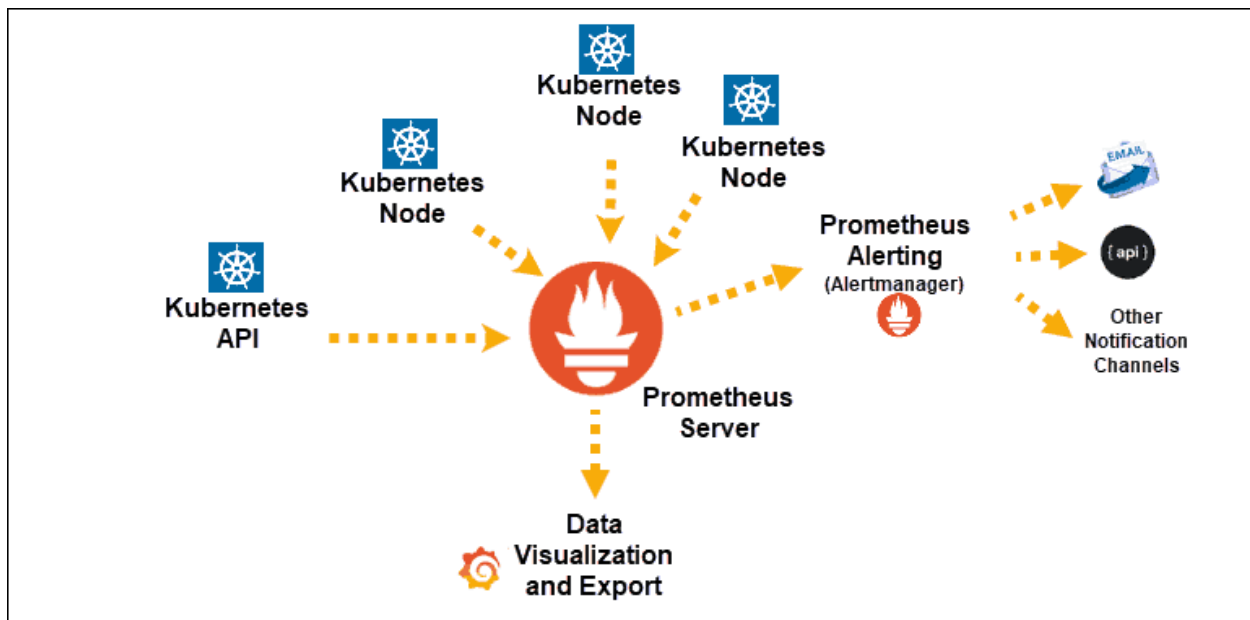 Kubernetes
Node
Kubernetes
Node
Kubernetes
Node
Kubernetes
API
Prometheus
Alerting
(Alertmanager)
EMAIL
{ api }
Other
Notification
Channels
Prometheus
Server
Data
Visualization
and Export